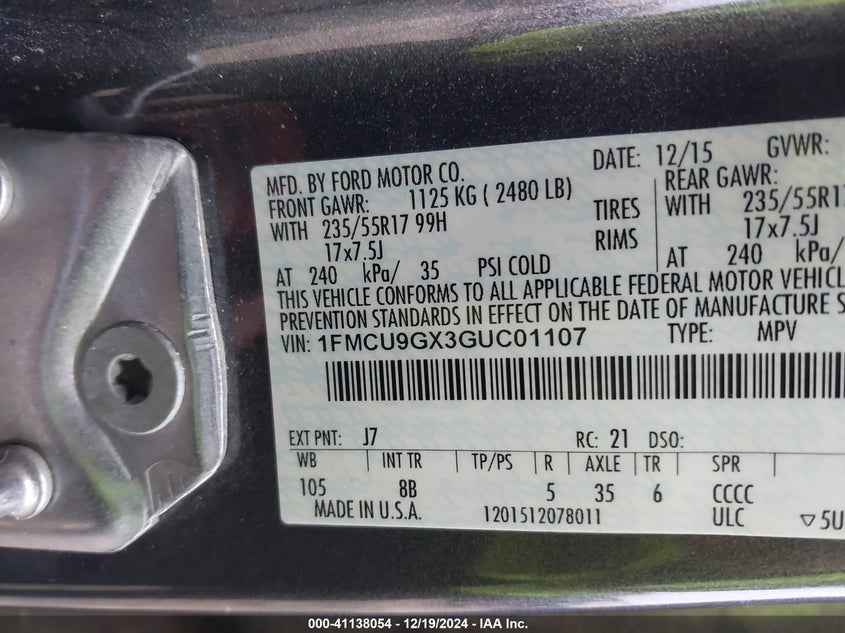 MFD. BY FORD MOTOR CO. DATE: 12/15 GVWR:
FRONT GAWR: 1125 KG ( 2480 LB) REAR GAWR:
WITH 235/55R17 99H TIRES WITH 235/55R17
17x7.5J RIMS 17x7.5J
AT 240 kPa/ 35 PSI COLD AT 240 kPa/
THIS VEHICLE CONFORMS TO ALL APPLICABLE FEDERAL MOTOR VEHICL
PREVENTION STANDARDS IN EFFECT ON THE DATE OF MANUFACTURE S
VIN: 1FMCU9GX3GUC01107 TYPE: MPV
EXT PNT: J7 RC: 21 DSO:
WB INT TR TP/PS R AXLE TR SPR
105 8B 5 35 6 CCCC
MADE IN U.S.A. 1201512078011 ULC ▽5U
000-41138054 - 12/19/2024 - IAA Inc.